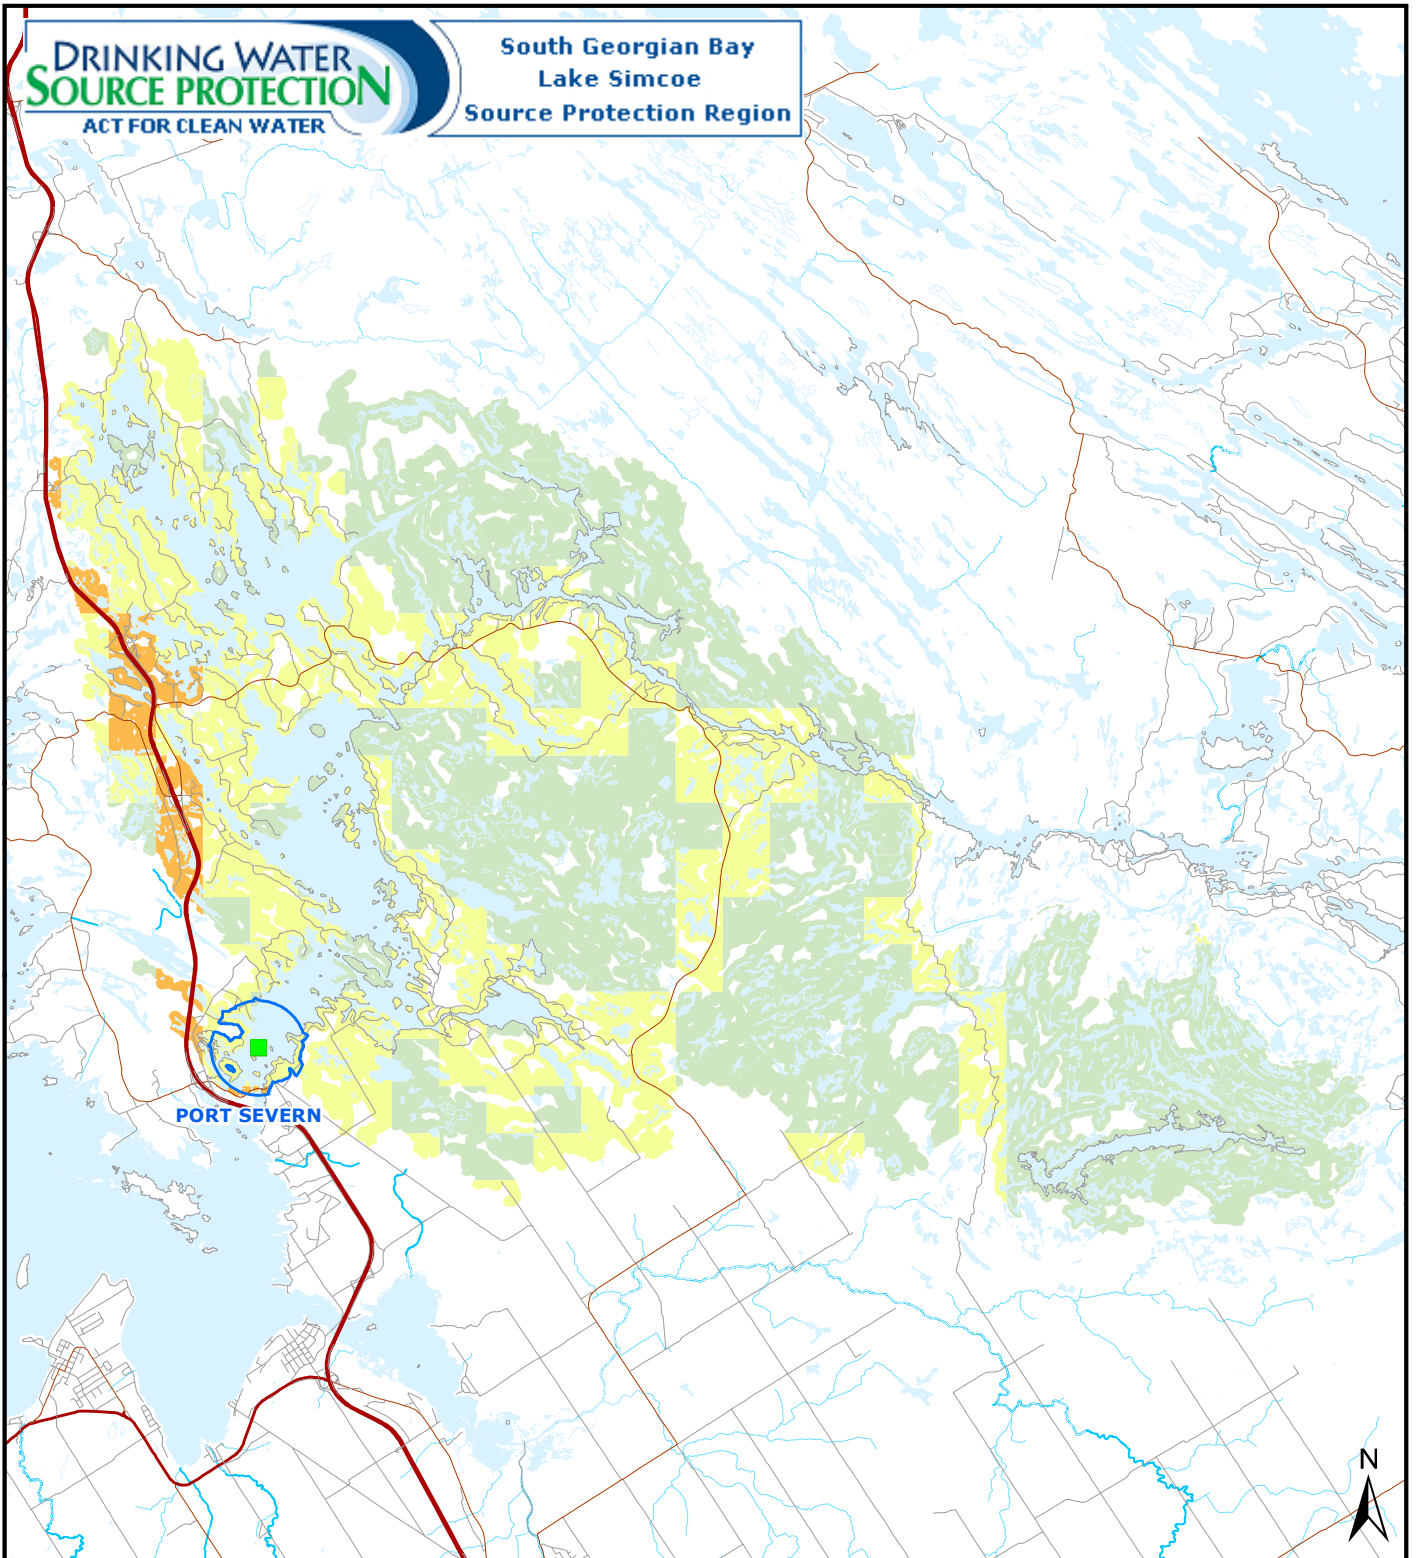 DRINKING WATER
SOURCE PROTECTION
ACT FOR CLEAN WATER
South Georgian Bay
Lake Simcoe
Source Protection Region
PORT SEVERN
N